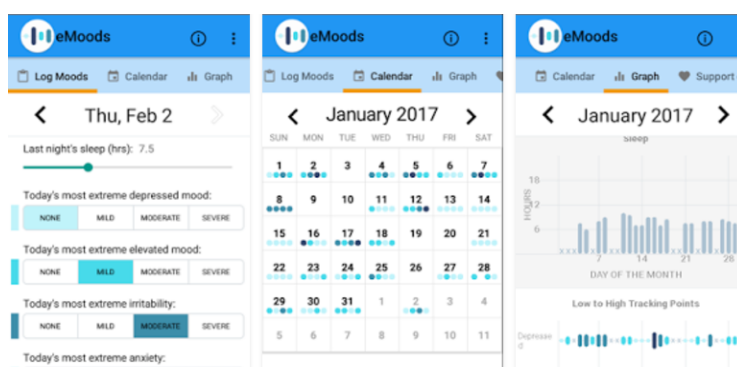 eMoods
Log Moods Calendar Graph
Thu, Feb 2
Last night's sleep (hrs): 7.5
Today's most extreme depressed mood:
NONE MILD MODERATE SEVERE
Today's most extreme elevated mood:
NONE MILD MODERATE SEVERE
Today's most extreme irritability:
NONE MILD MODERATE SEVERE
Today's most extreme anxiety:
eMoods
Log Moods Calendar Graph
January 2017
SUN MON TUE WED THU FRI SAT
1 2 3 4 5 6 7
8 9 10 11 12 13 14
15 16 17 18 19 20 21
22 23 24 25 26 27 28
29 30 31 1 2 3 4
5 6 7 8 9 10 11
eMoods
Calendar Graph Support
January 2017
Sleep
18
12
6
HOURS
x x x x x x x
7 14 21 28
DAY OF THE MONTH
Low to High Tracking Points
Depresse
d